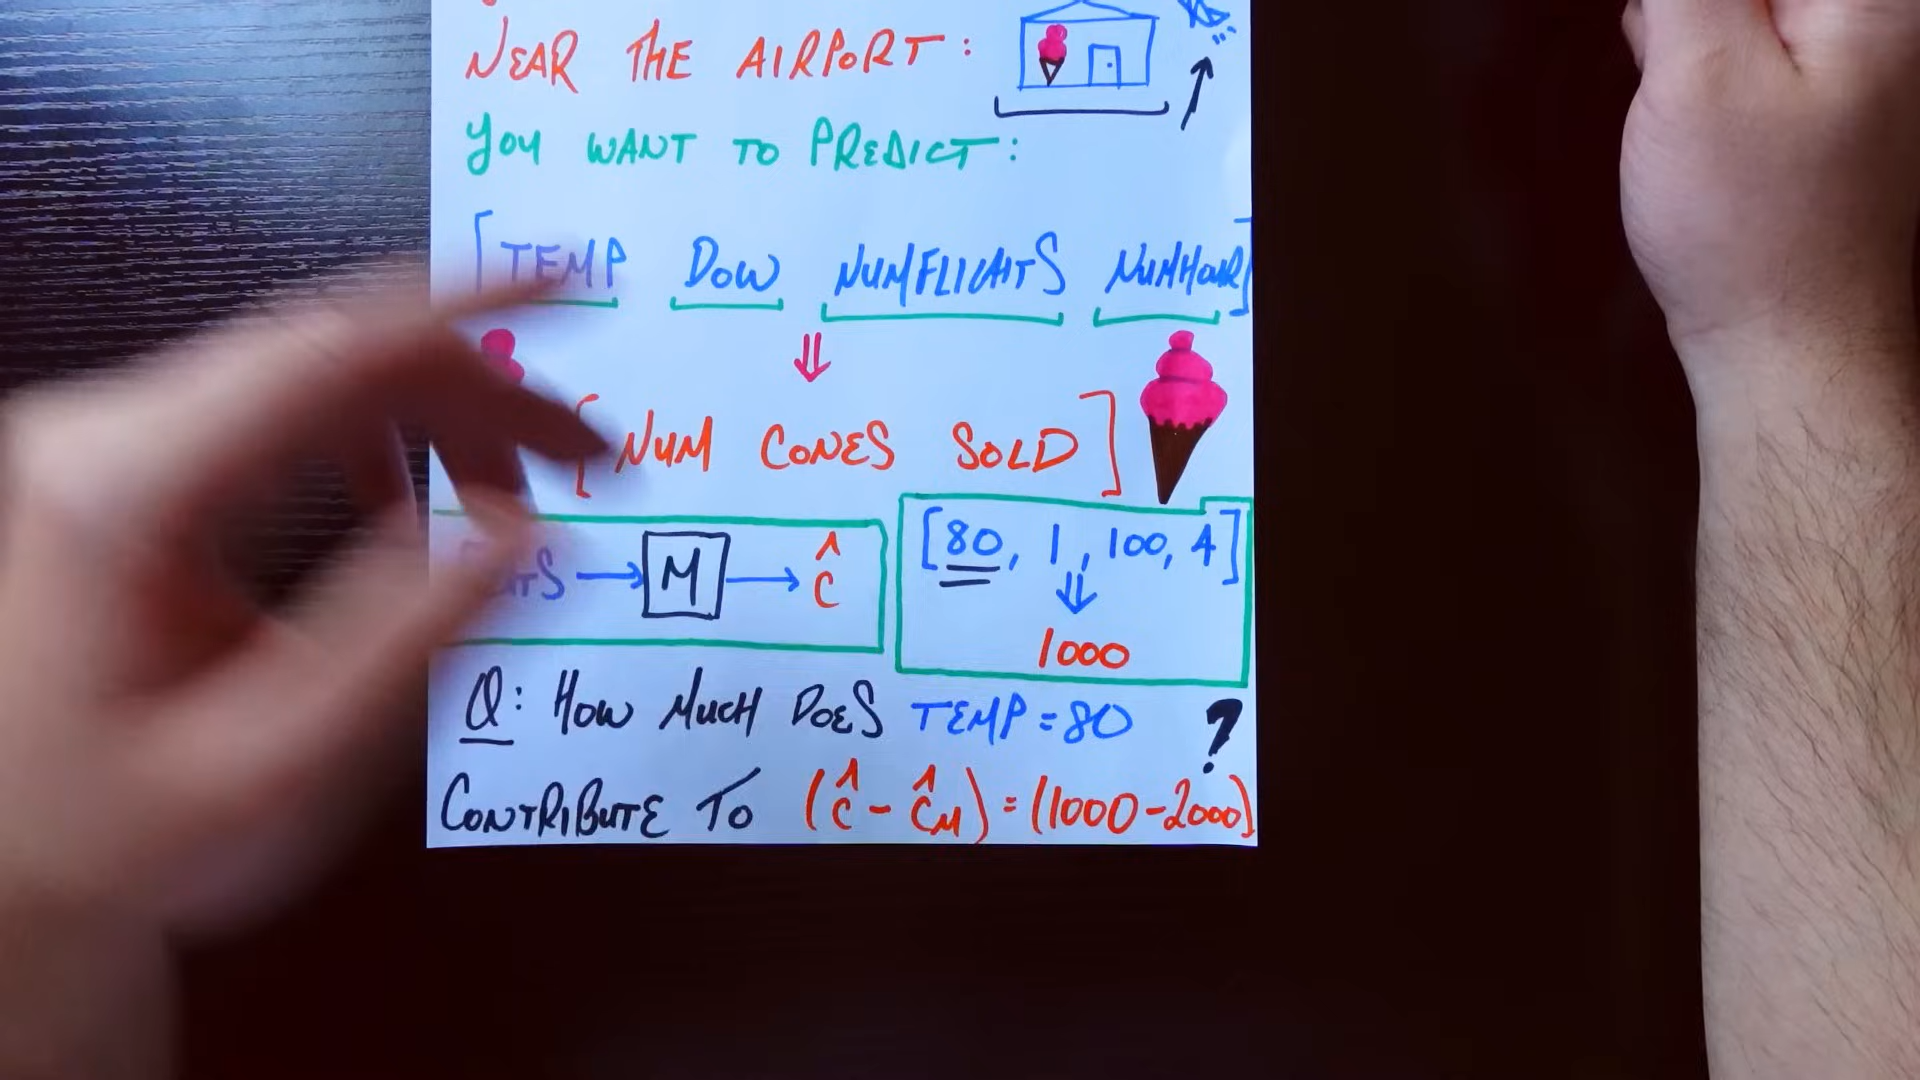 NEAR THE AIRPORT:
YOU WANT TO PREDICT:
[TEMP DOW NUMFLIGHTS NUMHOUR]
⇓
[NUM CONES SOLD]
→ M → ĉ
[80, 1, 100, 4]
⇓
1000
Q: HOW MUCH DOES TEMP = 80 ?
CONTRIBUTE TO (ĉ - ĉM) = (1000-2000)